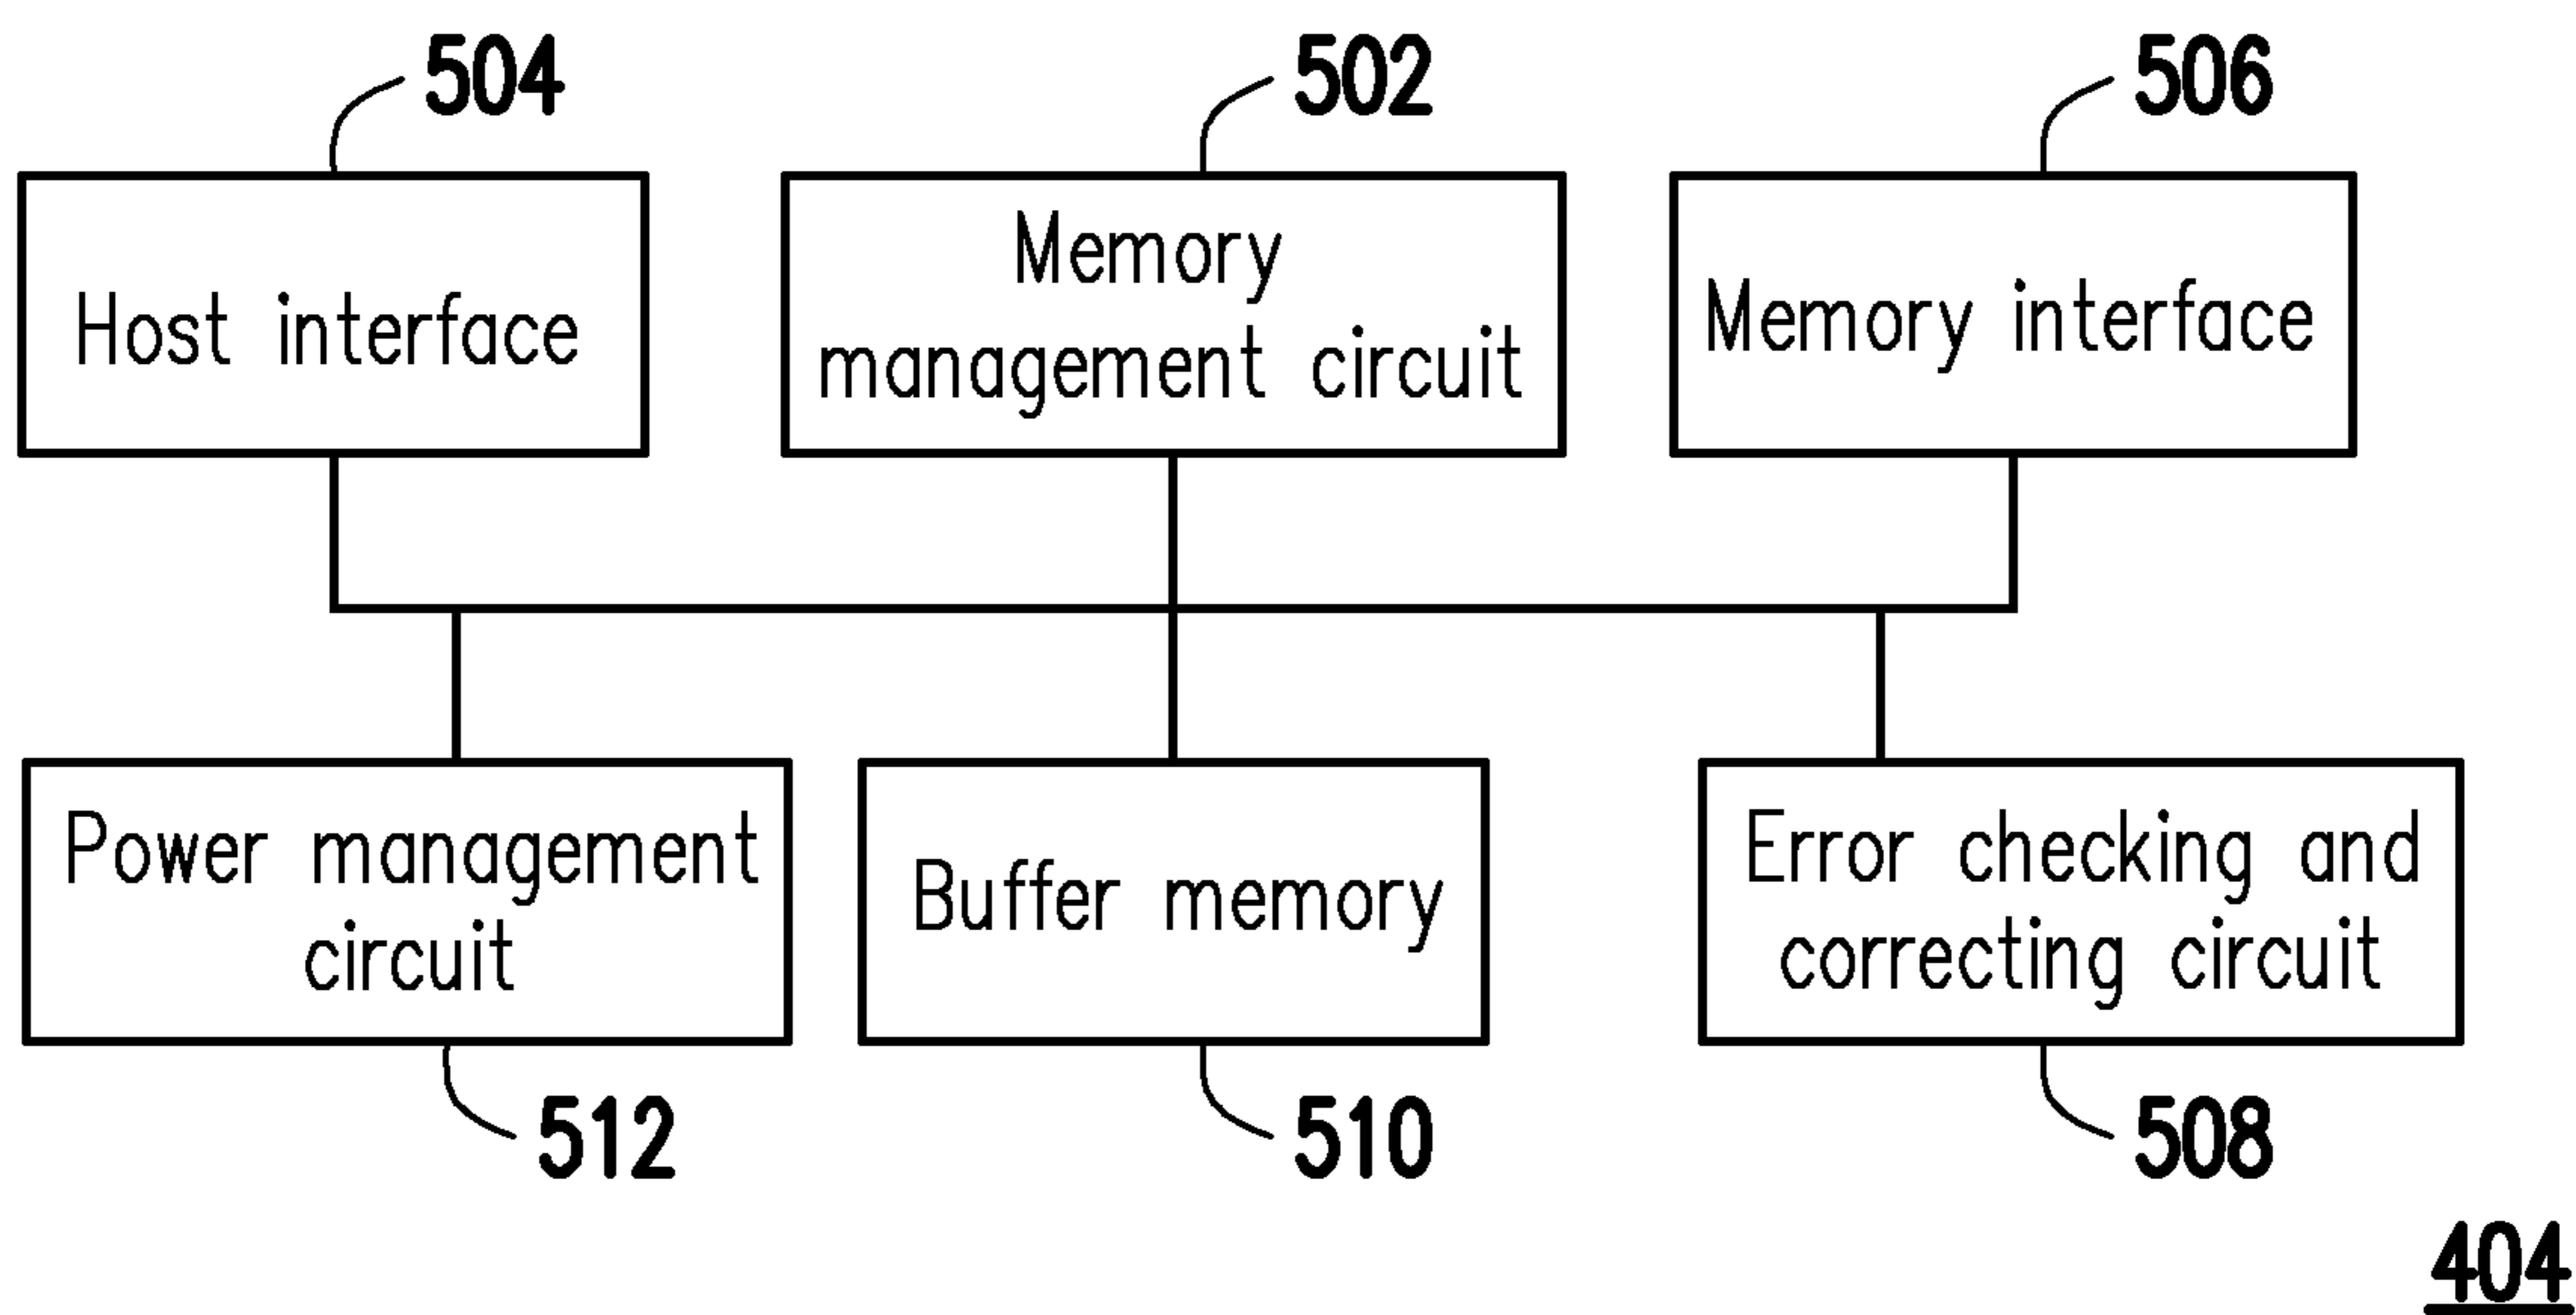 504
502
506
Host interface
Memory
management circuit
Memory interface
Power management
circuit
Buffer memory
Error checking and
correcting circuit
512
510
508
404